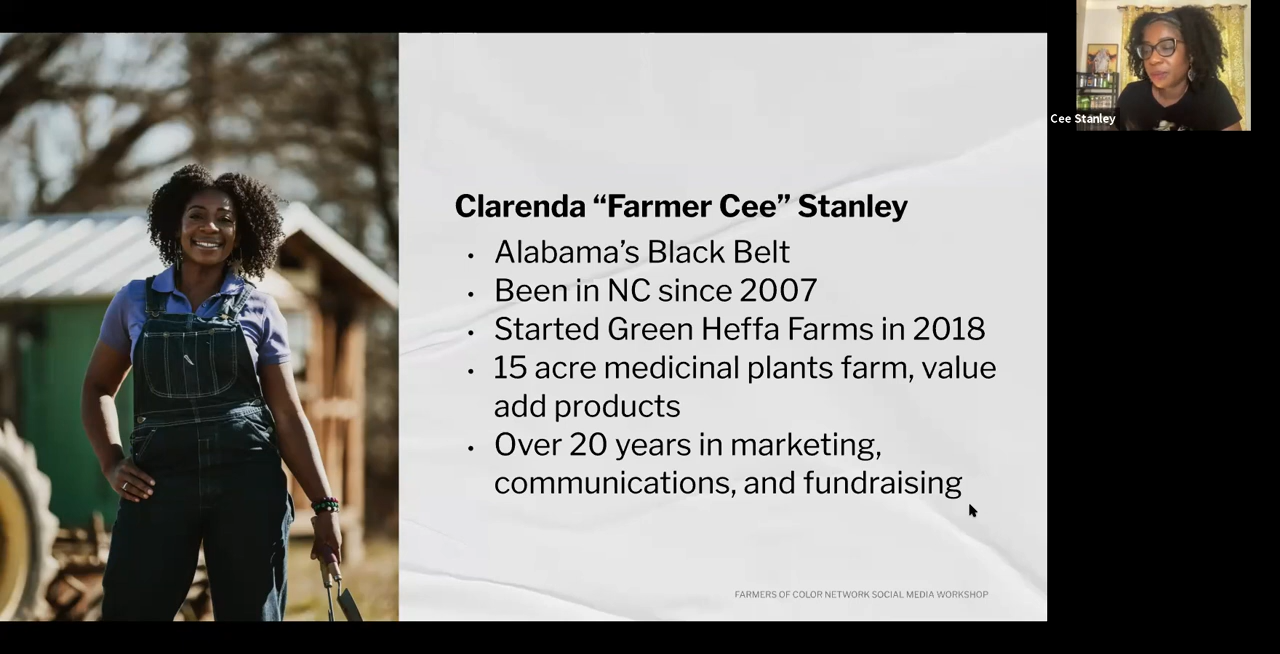 Clarenda “Farmer Cee” Stanley
• Alabama’s Black Belt
• Been in NC since 2007
• Started Green Heffa Farms in 2018
• 15 acre medicinal plants farm, value
add products
• Over 20 years in marketing,
communications, and fundraising
FARMERS OF COLOR NETWORK SOCIAL MEDIA WORKSHOP
Cee Stanley